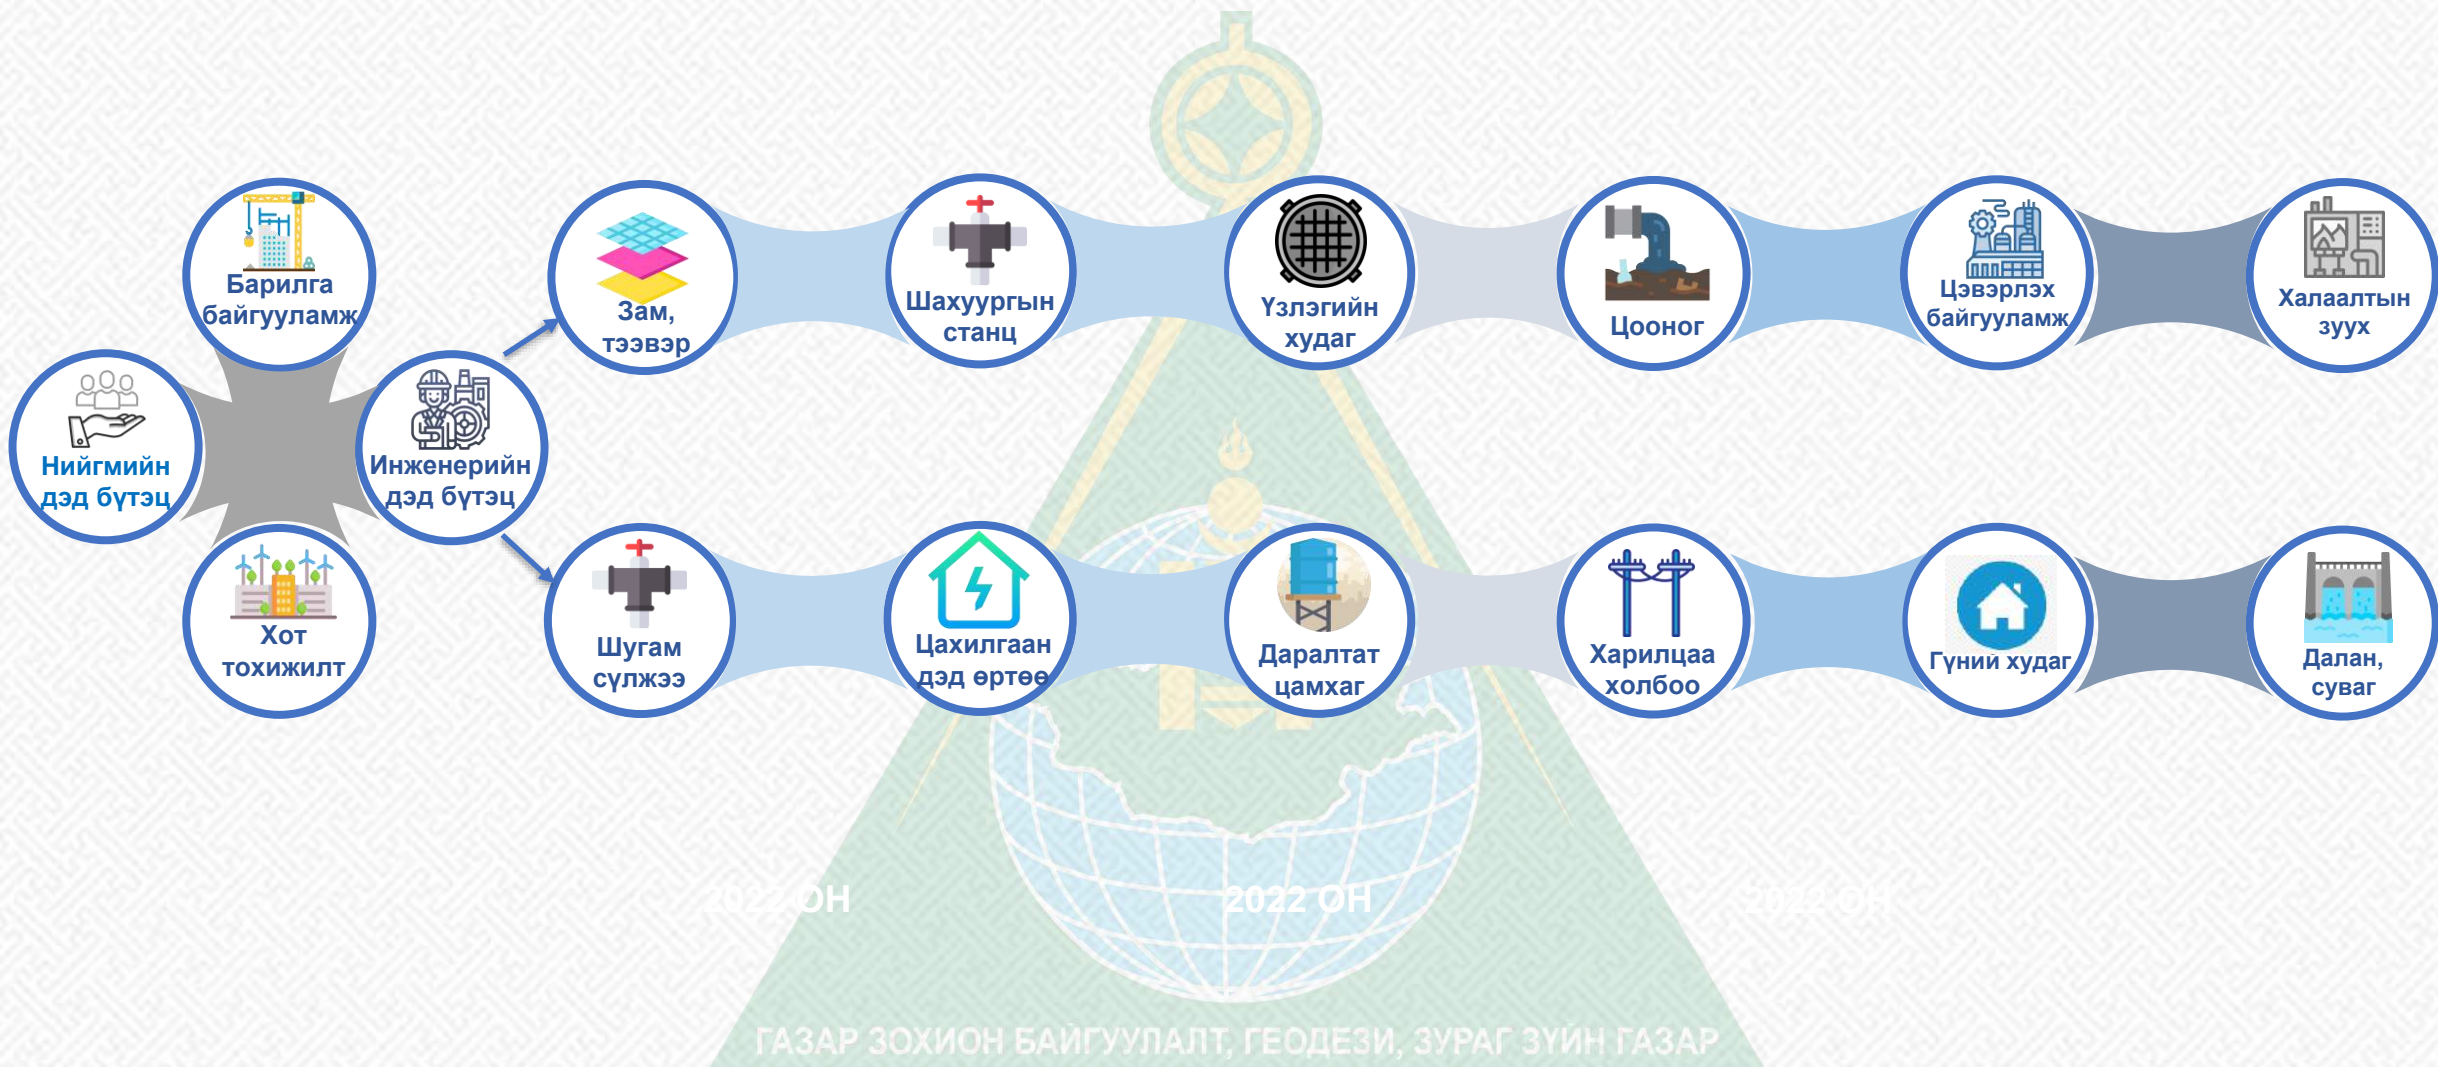 Барилга
байгууламж
Нийгмийн
дэд бүтэц
Инженерийн
дэд бүтэц
Хот
тохижилт
Зам,
тээвэр
Шахуургын
станц
Үзлэгийн
худаг
Цооног
Цэвэрлэх
байгууламж
Халаалтын
зуух
Шугам
сүлжээ
Цахилгаан
дэд өртөө
Даралтат
цамхаг
Харилцаа
холбоо
Гүний худаг
Далан,
суваг
2022 ОН
2022 ОН
2022 ОН
ГАЗАР ЗОХИОН БАЙГУУЛАЛТ, ГЕОДЕЗИ, ЗУРАГ ЗҮЙН ГАЗАР